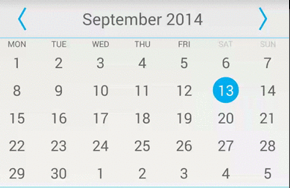 September 2014
MON TUE WED THU FRI SAT SUN
1 2 3 4 5 6 7
8 9 10 11 12 13 14
15 16 17 18 19 20 21
22 23 24 25 26 27 28
29 30 1 2 3 4 5